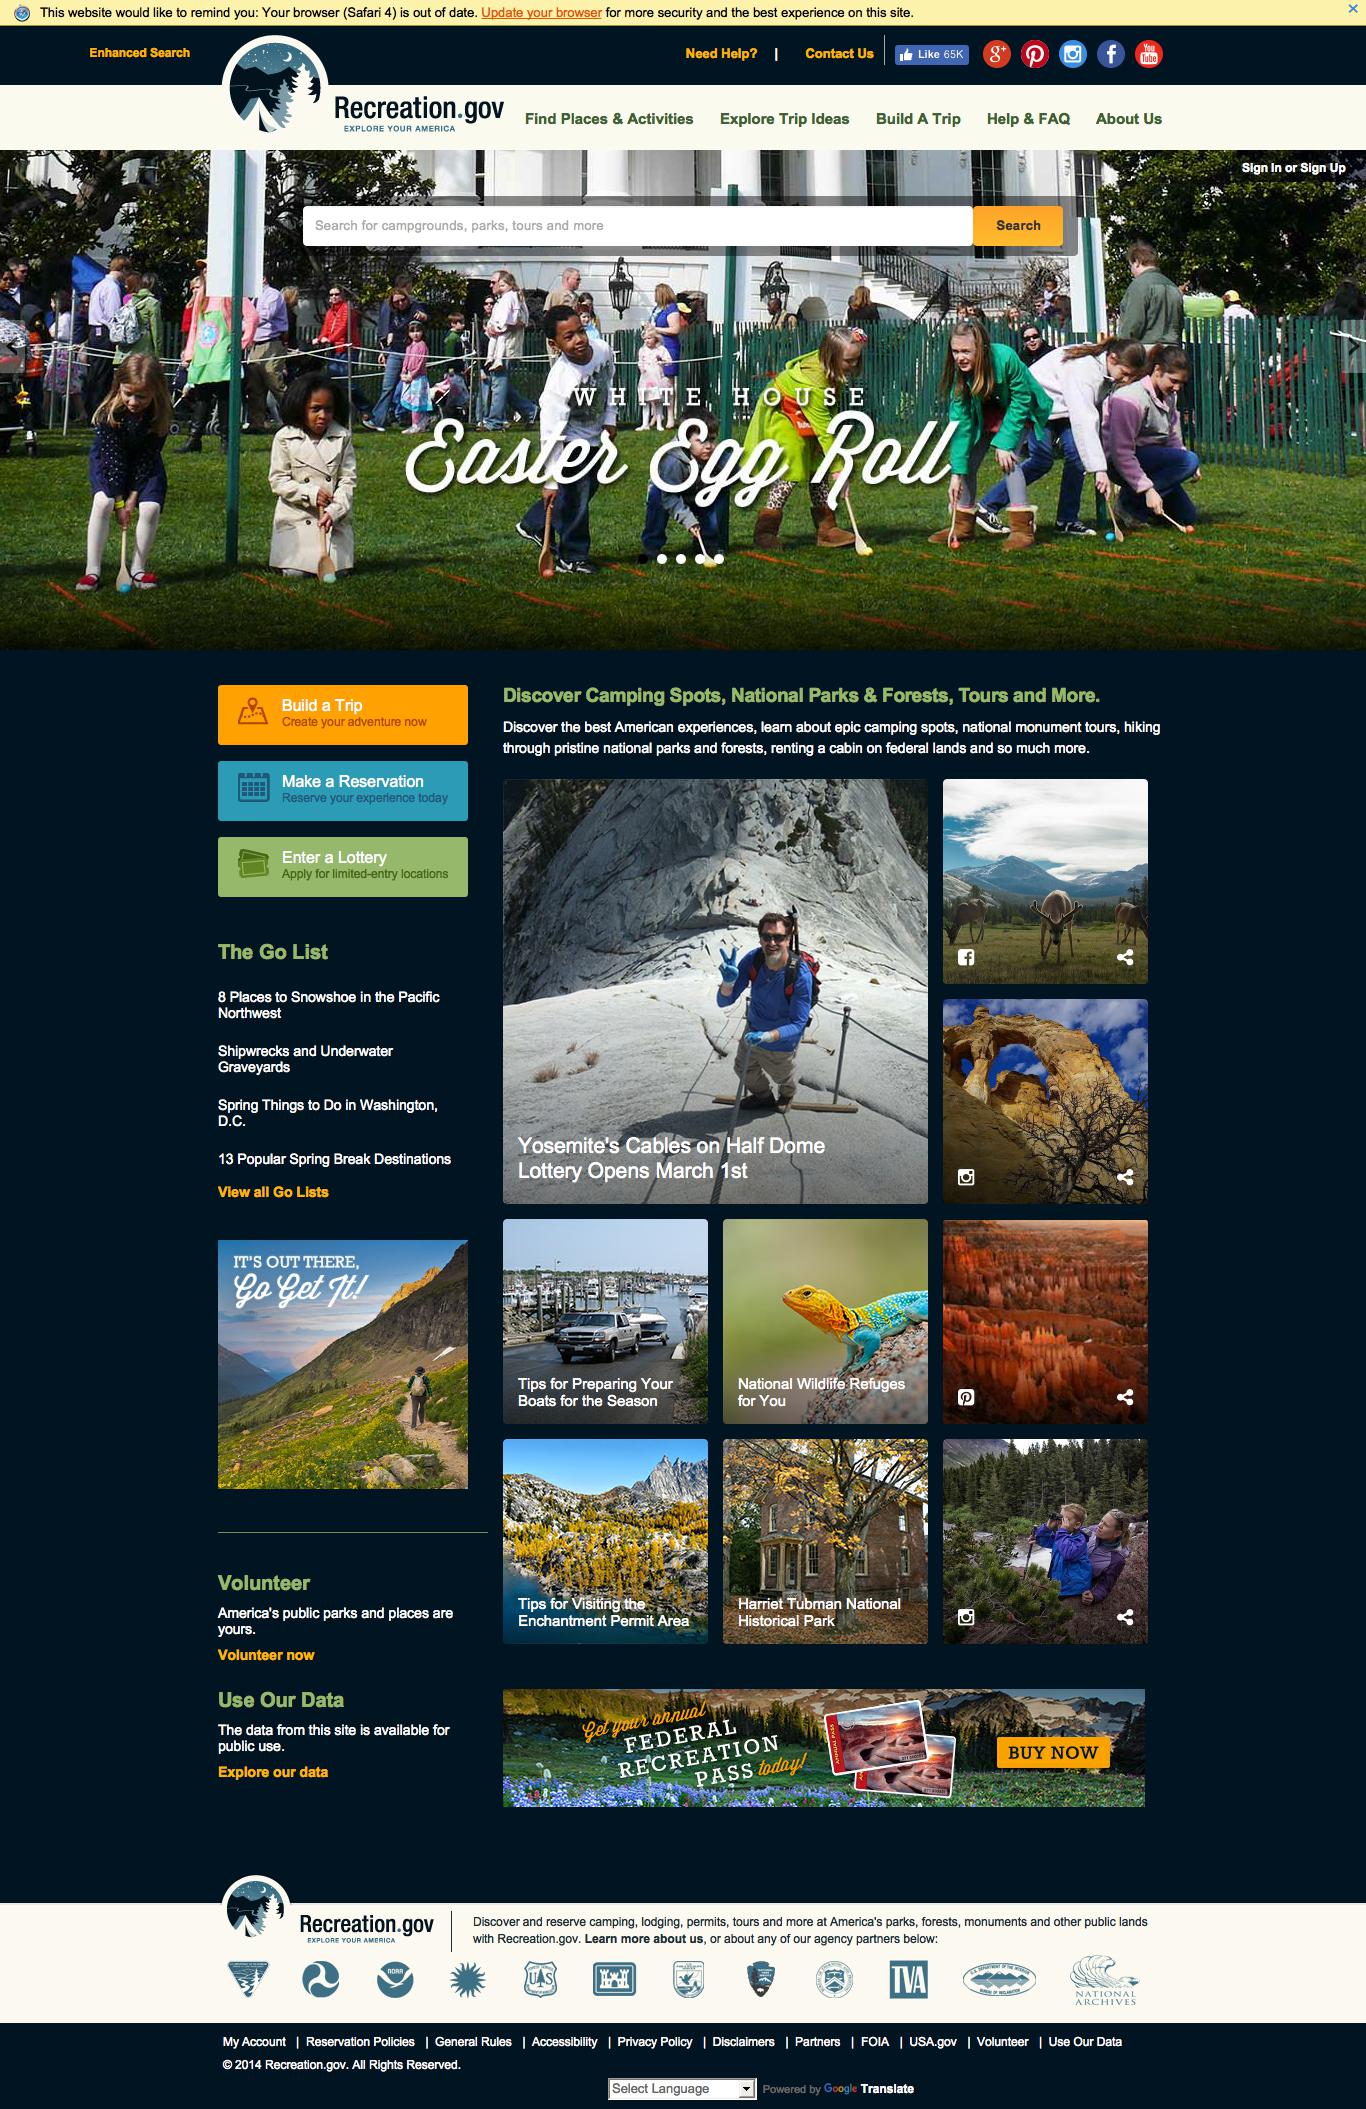 This website would like to remind you: Your browser (Safari 4) is out of date. Update your browser for more security and the best experience on this site.
Enhanced Search
Need Help? | Contact Us
Like 65K
g+
You Tube
Recreation.gov
EXPLORE YOUR AMERICA
Find Places & Activities
Explore Trip Ideas
Build A Trip
Help & FAQ
About Us
Sign In or Sign Up
Search for campgrounds, parks, tours and more
Search
WHITE HOUSE
Easter Egg Roll
Build a Trip
Create your adventure now
Make a Reservation
Reserve your experience today
Enter a Lottery
Apply for limited-entry locations
The Go List
8 Places to Snowshoe in the Pacific
Northwest
Shipwrecks and Underwater
Graveyards
Spring Things to Do in Washington,
D.C.
13 Popular Spring Break Destinations
View all Go Lists
IT'S OUT THERE,
Go Get It!
Volunteer
America's public parks and places are
yours.
Volunteer now
Use Our Data
The data from this site is available for
public use.
Explore our data
Discover Camping Spots, National Parks & Forests, Tours and More.
Discover the best American experiences, learn about epic camping spots, national monument tours, hiking
through pristine national parks and forests, renting a cabin on federal lands and so much more.
Yosemite's Cables on Half Dome
Lottery Opens March 1st
Tips for Preparing Your
Boats for the Season
National Wildlife Refuges
for You
Tips for Visiting the
Enchantment Permit Area
Harriet Tubman National
Historical Park
Get your annual
FEDERAL
RECREATION
PASS today!
ANNUAL PASS
BUY NOW
Recreation.gov
EXPLORE YOUR AMERICA
Discover and reserve camping, lodging, permits, tours and more at America's parks, forests, monuments and other public lands
with Recreation.gov. Learn more about us, or about any of our agency partners below:
NOAA
US
TVA
U.S. DEPARTMENT OF THE INTERIOR
BUREAU OF RECLAMATION
NATIONAL
ARCHIVES
My Account | Reservation Policies | General Rules | Accessibility | Privacy Policy | Disclaimers | Partners | FOIA | USA.gov | Volunteer | Use Our Data
© 2014 Recreation.gov. All Rights Reserved.
Select Language
Powered by Google Translate